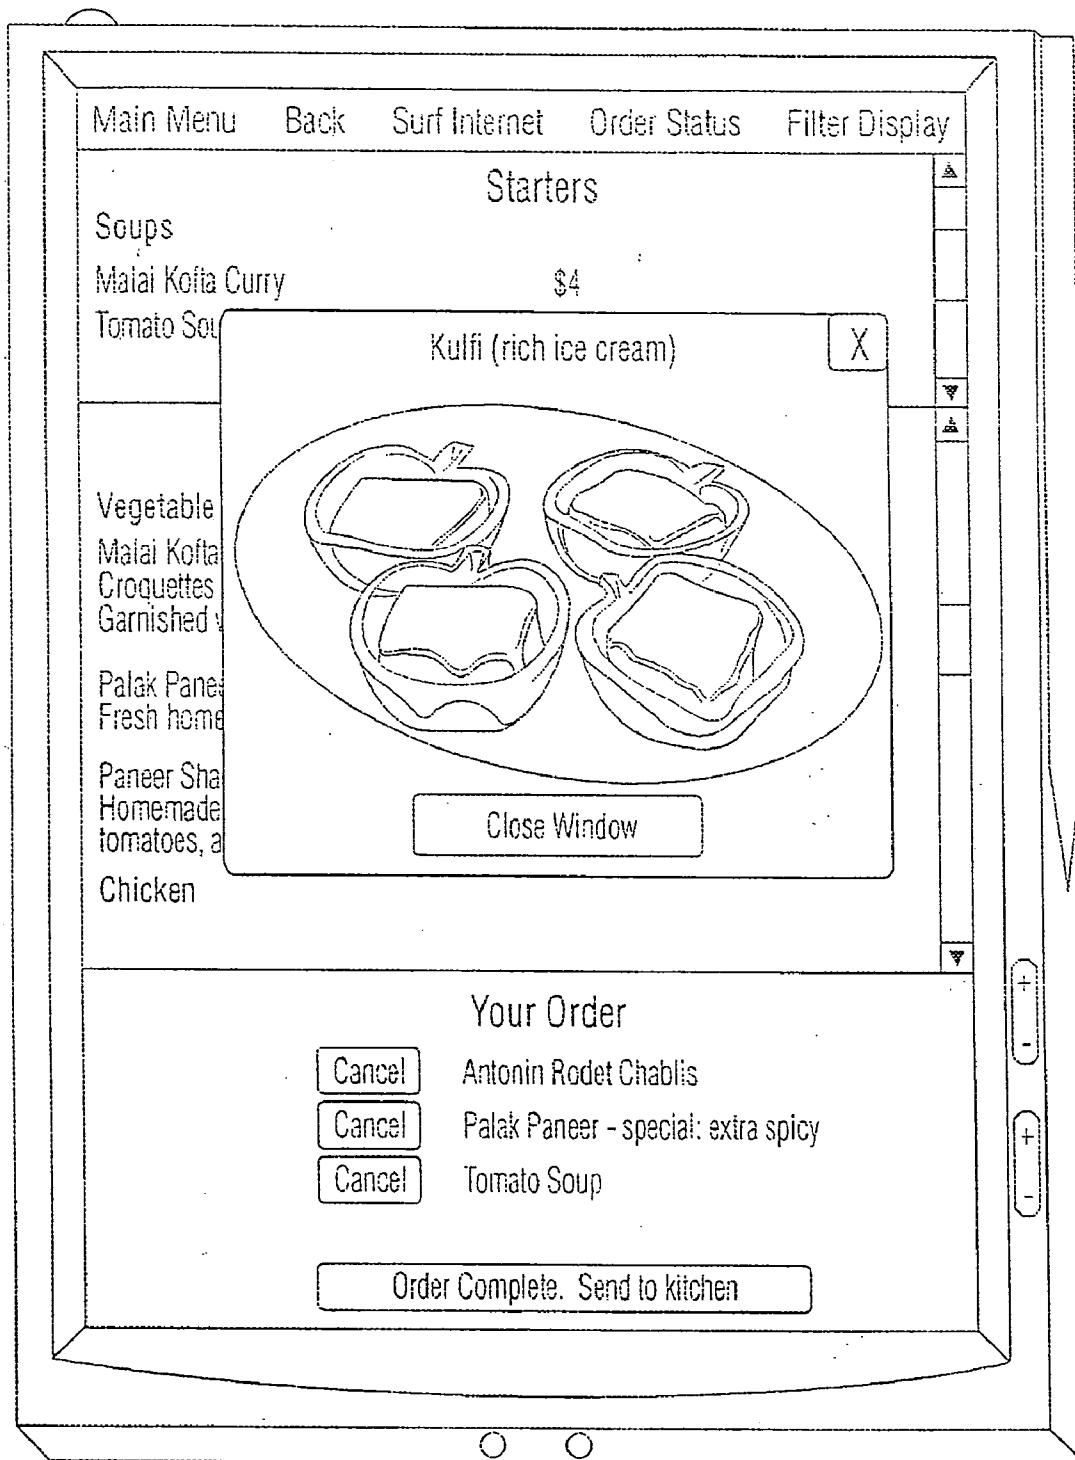 Main Menu Back Surf Internet Order Status Filter Display
Starters
Soups
Malai Kofta Curry $4
Tomato Sou
Kulfi (rich ice cream) X
Vegetable
Malai Kofta
Croquettes
Garnished
Palak Panee
Fresh home
Paneer Sha
Homemade
tomatoes, a
Close Window
Chicken
Your Order
Cancel Antonin Rodet Chablis
Cancel Palak Paneer - special: extra spicy
Cancel Tomato Soup
Order Complete. Send to kitchen
+
-
+
-